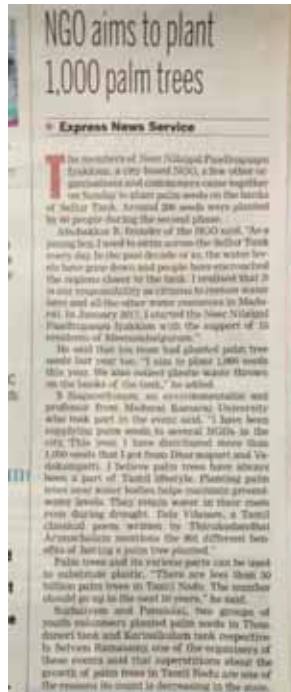 NGO aims to plant
1,000 palm trees
Express News Service
The members of Neer Nilaigal Paadhugappu
Iyakkam, a city based NGO, a few other or-
ganisations and commuters came together
on Sunday to plant palm seeds on the banks
of Sellur Tank. Around 200 seeds were planted
by 40 people during the second phase.
Abubakkar B, founder of the NGO said, "As a
young boy, I used to swim across the Sellur Tank
every day. In the past decade or so, the water lev-
els have gone down and people have encroached
the regions closer to the tank. I realised that it
is our responsibility as citizens to restore water
here and all the other water resources in Madu-
rai. In January 2017, I started the Neer Nilaigal
Paadhugappu Iyakkam with the support of 10
residents of
He said that his team had planted palm tree
seeds last year too. "I aim to plant 1,000 seeds
this year. We also collect plastic waste thrown
on the banks of the tank," he added.
an environmentalist and
professor from Madurai Kamaraj University
who took part in the event said, "I have been
supplying palm seeds to several NGOs in the
city. This year, I have distributed more than
1,000 seeds that I got from Dharmapuri and
I believe palm trees have always
been a part of Tamil lifestyle. Planting palm
trees near water bodies helps maintain ground-
water levels. They retain water in their roots
even during drought. Tala Vilasam, a Tamil
classical poem written by
Arunachalam mentions the 801 different ben-
efits of having a palm tree planted."
Palm trees and its various parts can be used
to substitute plastic. "There are less than 50
billion palm trees in Tamil Nadu. The number
should go up in the next 10 years," he said.
and two groups of
youth volunteers planted palm seeds in
tank and tank respective-
ly. Selvam Ramasamy, one of the organisers of
these events said that superstitions about the
growth of palm trees in Tamil Nadu are one of
the reasons its count is decreasing in the